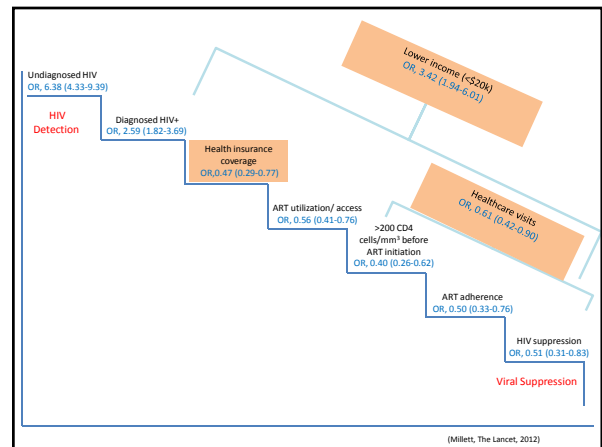 Lower income (<$20k)
OR, 3.42 (1.94-6.01)
Undiagnosed HIV
OR, 6.38 (4.33-9.39)
HIV
Detection
Diagnosed HIV+
OR, 2.59 (1.82-3.69)
Health insurance
coverage
OR,0.47 (0.29-0.77)
Healthcare visits
OR, 0.61 (0.42-0.90)
ART utilization/ access
OR, 0.56 (0.41-0.76)
>200 CD4
cells/mm³ before
ART initiation
OR, 0.40 (0.26-0.62)
ART adherence
OR, 0.50 (0.33-0.76)
HIV suppression
OR, 0.51 (0.31-0.83)
Viral Suppression
(Millett, The Lancet, 2012)